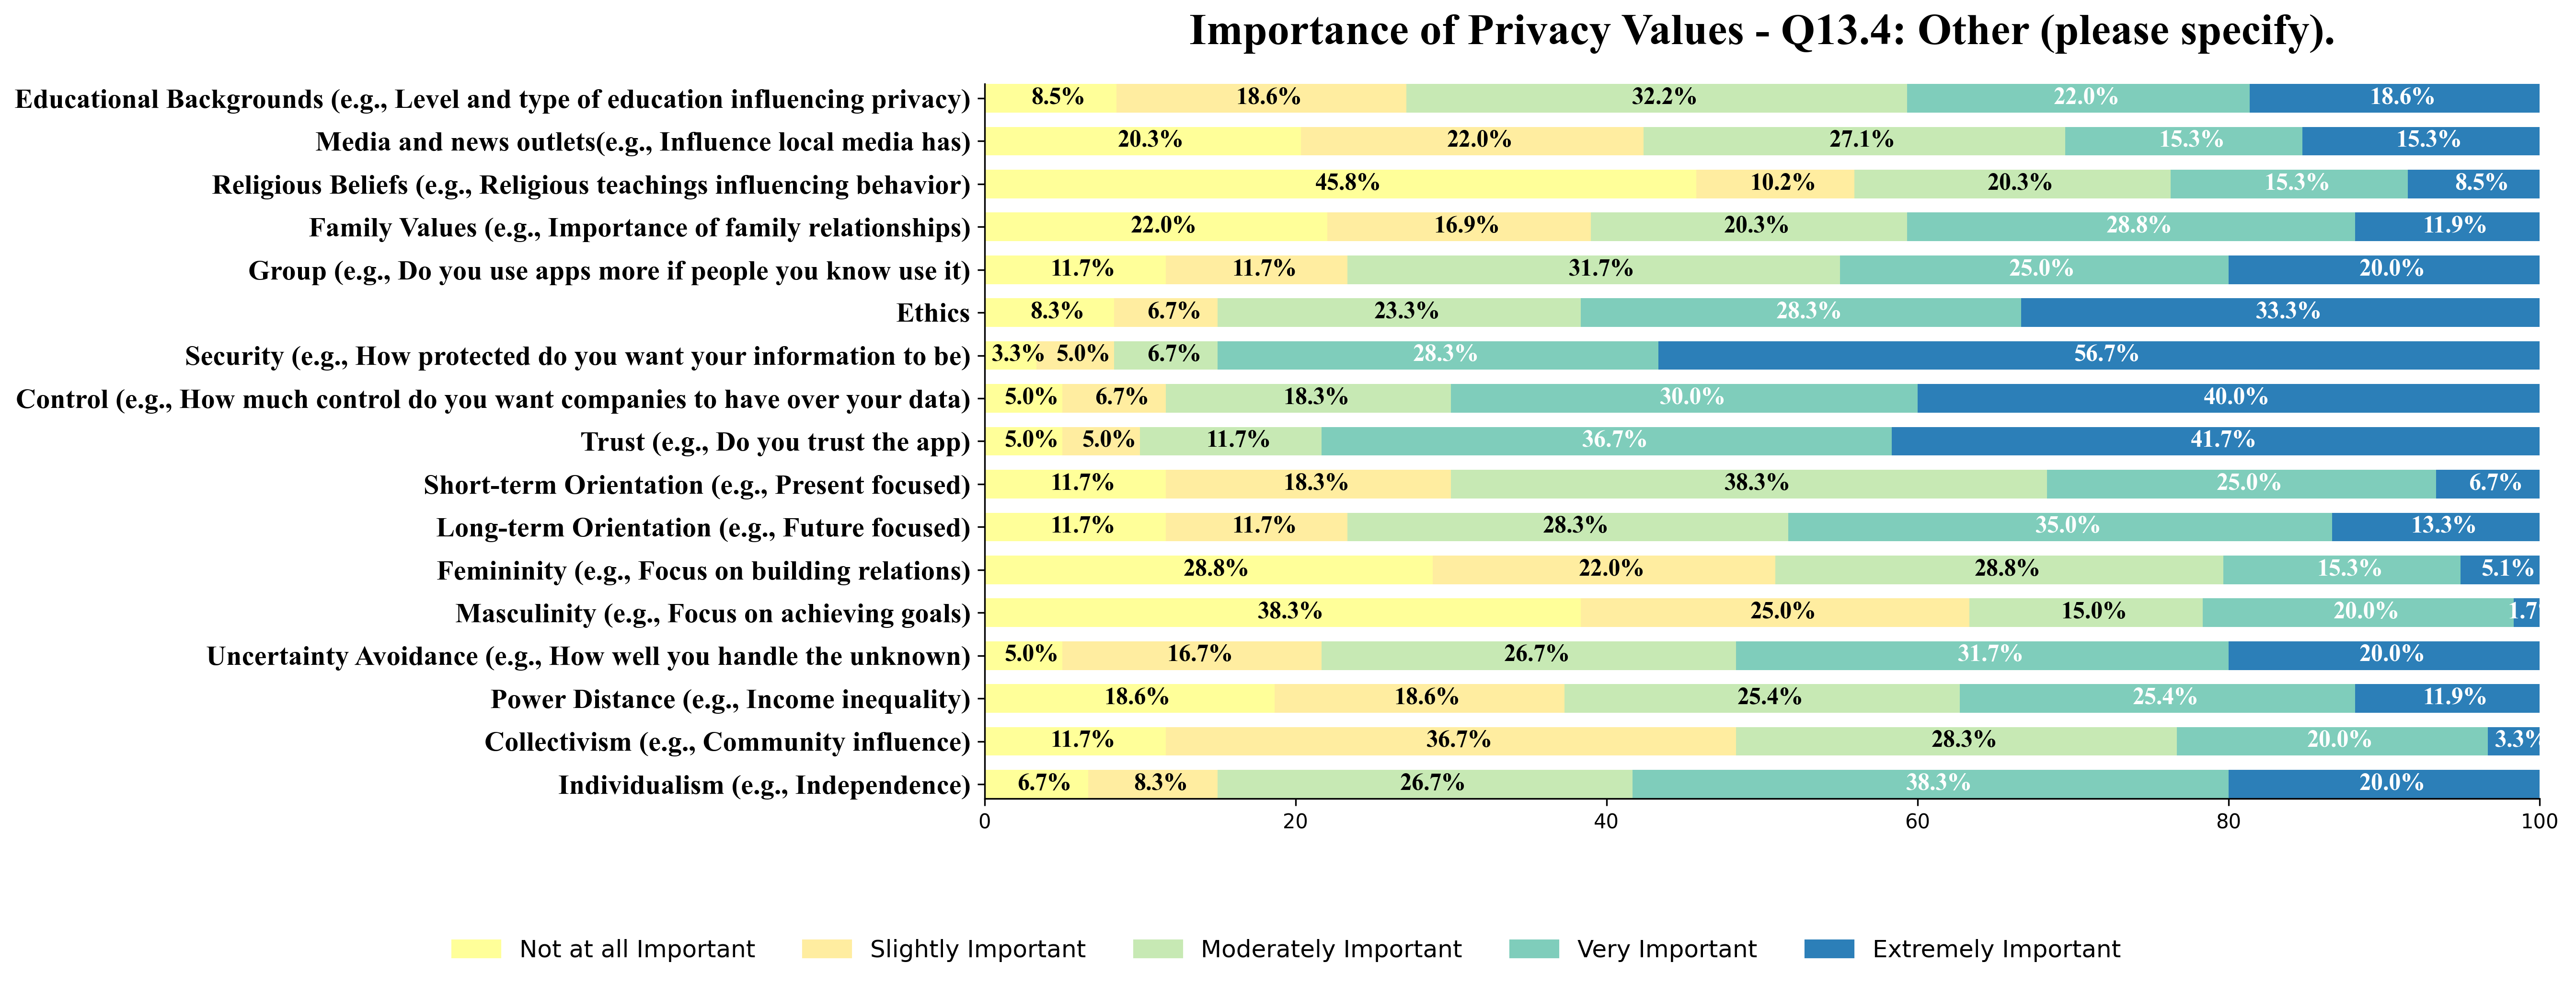 Importance of Privacy Values - Q13.4: Other (please specify).
Educational Backgrounds (e.g., Level and type of education influencing privacy) 8.5% 18.6% 32.2% 22.0% 18.6%
Media and news outlets(e.g., Influence local media has) 20.3% 22.0% 27.1% 15.3% 15.3%
Religious Beliefs (e.g., Religious teachings influencing behavior) 45.8% 10.2% 20.3% 15.3% 8.5%
Family Values (e.g., Importance of family relationships) 22.0% 16.9% 20.3% 28.8% 11.9%
Group (e.g., Do you use apps more if people you know use it) 11.7% 11.7% 31.7% 25.0% 20.0%
Ethics 8.3% 6.7% 23.3% 28.3% 33.3%
Security (e.g., How protected do you want your information to be) 3.3% 5.0% 6.7% 28.3% 56.7%
Control (e.g., How much control do you want companies to have over your data) 5.0% 6.7% 18.3% 30.0% 40.0%
Trust (e.g., Do you trust the app) 5.0% 5.0% 11.7% 36.7% 41.7%
Short-term Orientation (e.g., Present focused) 11.7% 18.3% 38.3% 25.0% 6.7%
Long-term Orientation (e.g., Future focused) 11.7% 11.7% 28.3% 35.0% 13.3%
Femininity (e.g., Focus on building relations) 28.8% 22.0% 28.8% 15.3% 5.1%
Masculinity (e.g., Focus on achieving goals) 38.3% 25.0% 15.0% 20.0% 1.7
Uncertainty Avoidance (e.g., How well you handle the unknown) 5.0% 16.7% 26.7% 31.7% 20.0%
Power Distance (e.g., Income inequality) 18.6% 18.6% 25.4% 25.4% 11.9%
Collectivism (e.g., Community influence) 11.7% 36.7% 28.3% 20.0% 3.3%
Individualism (e.g., Independence) 6.7% 8.3% 26.7% 38.3% 20.0%
0 20 40 60 80 100
Not at all Important Slightly Important Moderately Important Very Important Extremely Important